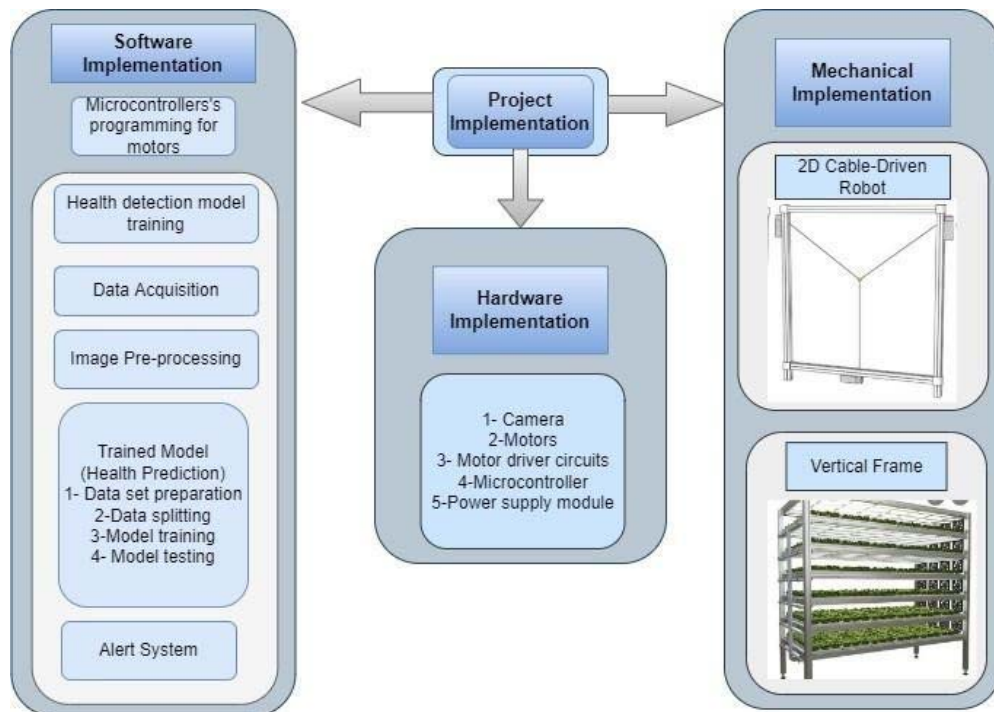 Software
Implementation
Microcontrollers's
programming for
motors
Health detection model
training
Data Acquisition
Image Pre-processing
Trained Model
(Health Prediction)
1- Data set preparation
2-Data splitting
3-Model training
4- Model testing
Alert System
Project
Implementation
Hardware
Implementation
1- Camera
2-Motors
3- Motor driver circuits
4-Microcontroller
5-Power supply module
Mechanical
Implementation
2D Cable-Driven
Robot
Vertical Frame